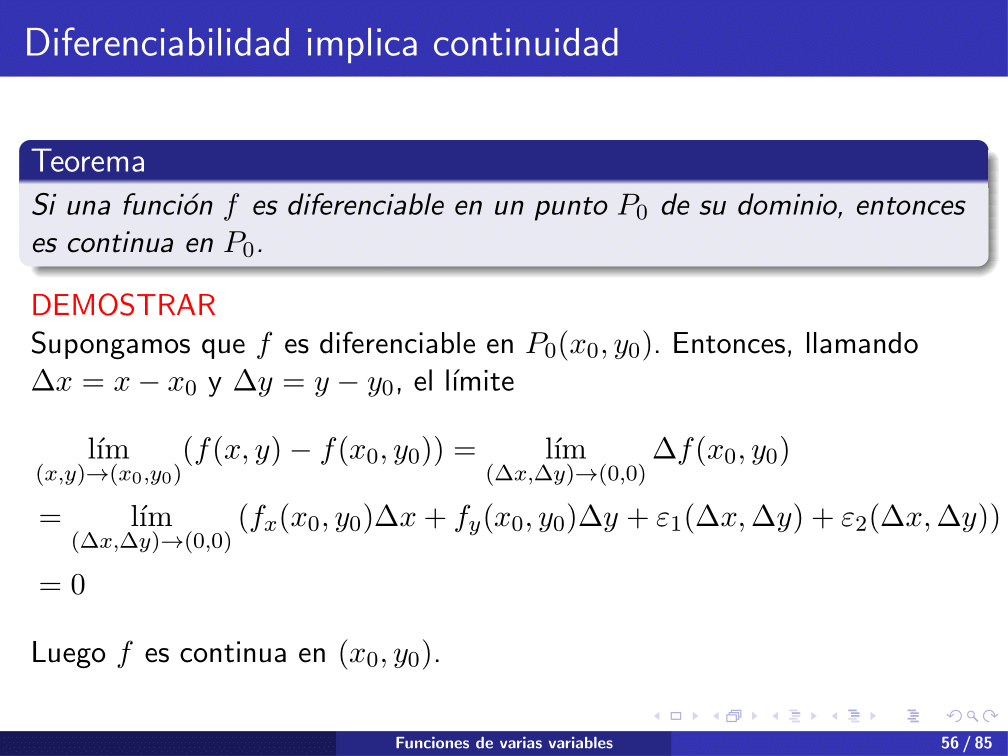 Diferenciabilidad implica continuidad
Teorema
Si una función f es diferenciable en un punto P₀ de su dominio, entonces
es continua en P₀.
DEMOSTRAR
Supongamos que f es diferenciable en P₀(x₀, y₀). Entonces, llamando
Δx = x − x₀ y Δy = y − y₀, el límite
lím_{(x,y)→(x₀,y₀)} (f(x, y) − f(x₀, y₀)) = lím_{(Δx,Δy)→(0,0)} Δf(x₀, y₀)
= lím_{(Δx,Δy)→(0,0)} (fₓ(x₀, y₀)Δx + f_y(x₀, y₀)Δy + ε₁(Δx, Δy) + ε₂(Δx, Δy))
= 0
Luego f es continua en (x₀, y₀).
Funciones de varias variables
56 / 85